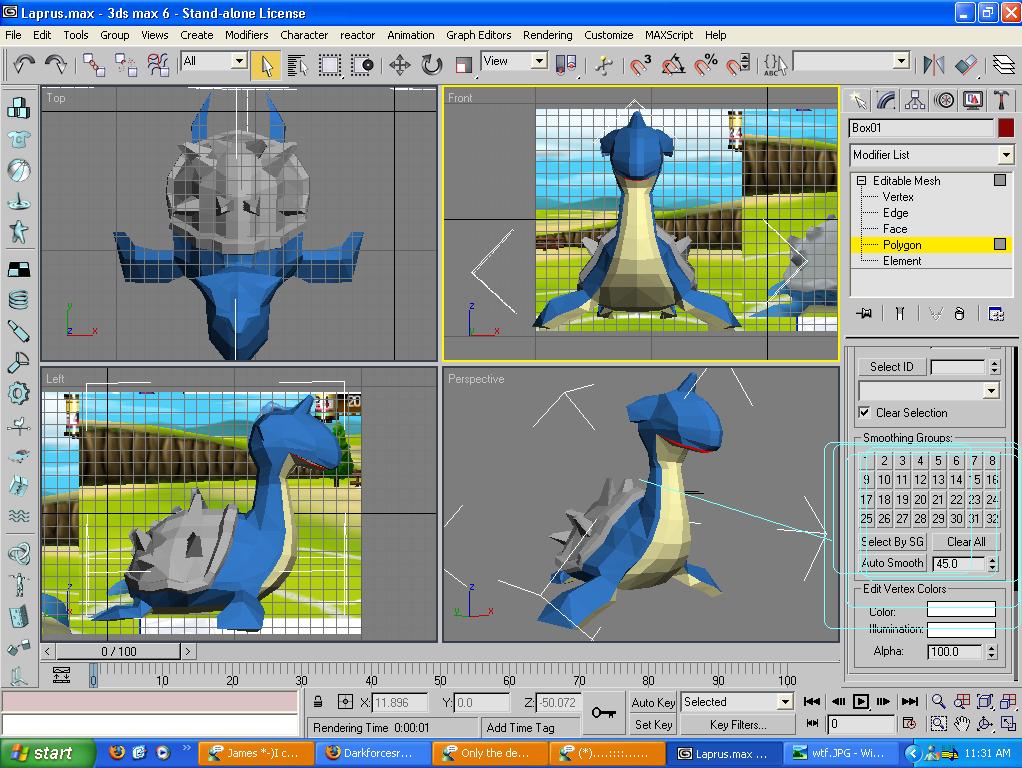 Laprus.max - 3ds max 6 - Stand-alone License
File Edit Tools Group Views Create Modifiers Character reactor Animation Graph Editors Rendering Customize MAXScript Help
All
View
3
ABC
Top
Front
Left
Perspective
Box01
Modifier List
Editable Mesh
Vertex
Edge
Face
Polygon
Element
Select ID
Clear Selection
Smoothing Groups:
1 2 3 4 5 6 7 8
9 10 11 12 13 14 15 16
17 18 19 20 21 22 23 24
25 26 27 28 29 30 31 32
Select By SG Clear All
Auto Smooth 45.0
Edit Vertex Colors
Color:
Illumination:
Alpha: 100.0
y z x
z x
z
z y x
20
< 0 / 100 >
0 10 20 30 40 50 60 70 80 90 100
X: 11.896 Y: 0.0 Z: -50.072
Auto Key Selected
Set Key Key Filters...
0
Rendering Time 0:00:01 Add Time Tag
start
James *-)I c...
Darkforcesr...
Only the de...
(*)....::::......
Laprus.max ...
wtf.JPG - Wi...
11:31 AM